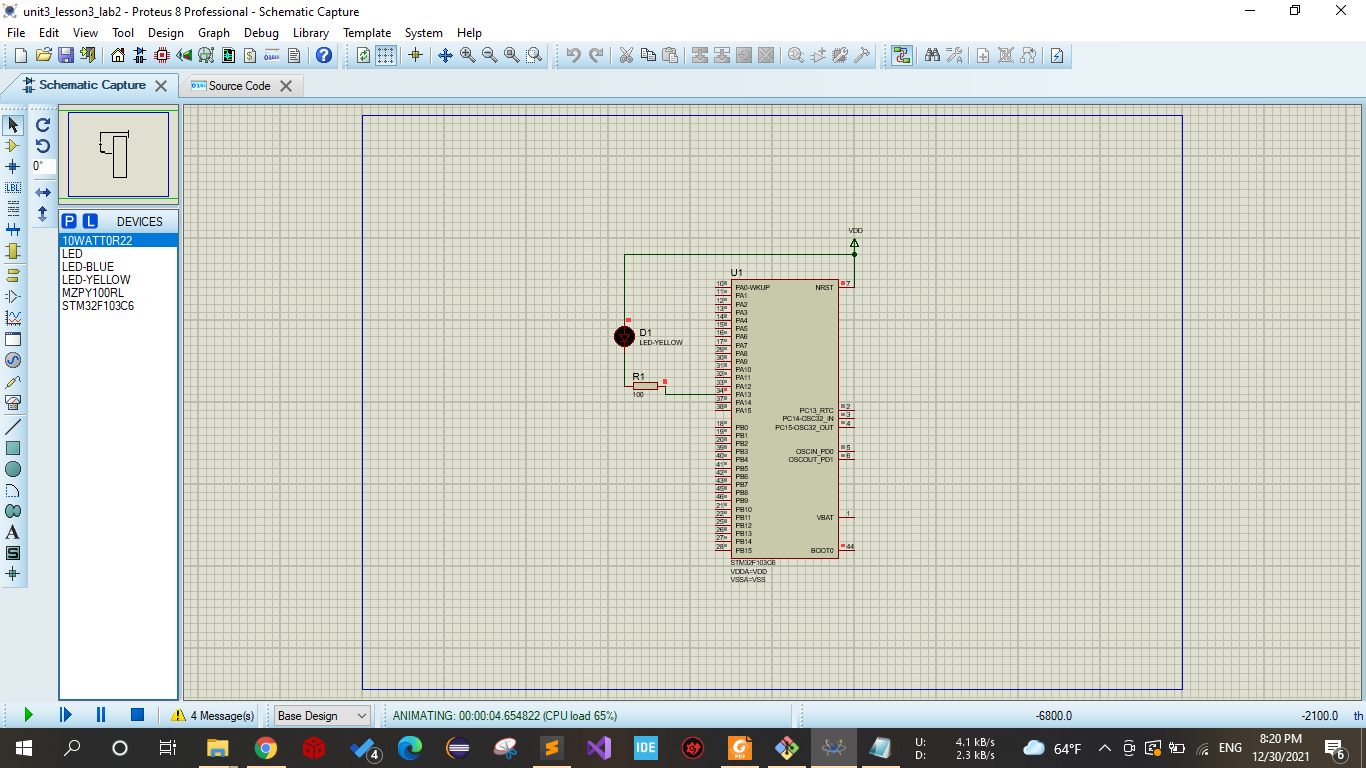 unit3_lesson3_lab2 - Proteus 8 Professional - Schematic Capture
File Edit View Tool Design Graph Debug Library Template System Help
Schematic Capture
Source Code
0°
LBL
A
S
P L DEVICES
10WATT0R22
LED
LED-BLUE
LED-YELLOW
MZPY100RL
STM32F103C6
VDD
U1
10 PA0-WKUP NRST 7
11 PA1
12 PA2
13 PA3
14 PA4
15 PA5
16 PA6
17 PA7
29 PA8
30 PA9
31 PA10
32 PA11
33 PA12
34 PA13
37 PA14
38 PA15 PC13_RTC 2
PC14-OSC32_IN 3
18 PB0 PC15-OSC32_OUT 4
19 PB1
20 PB2
39 PB3 OSCIN_PD0 5
40 PB4 OSCOUT_PD1 6
41 PB5
42 PB6
43 PB7
45 PB8
46 PB9
21 PB10
22 PB11 VBAT 1
25 PB12
26 PB13
27 PB14
28 PB15 BOOT0 44
STM32F103C6
VDDA=VDD
VSSA=VSS
D1
LED-YELLOW
R1
100
4 Message(s) Base Design ANIMATING: 00:00:04.654822 (CPU load 65%) -6800.0 -2100.0 th
4
IDE
PDF
U: 4.1 kB/s
D: 2.3 kB/s
64°F
ENG
8:20 PM
12/30/2021
6